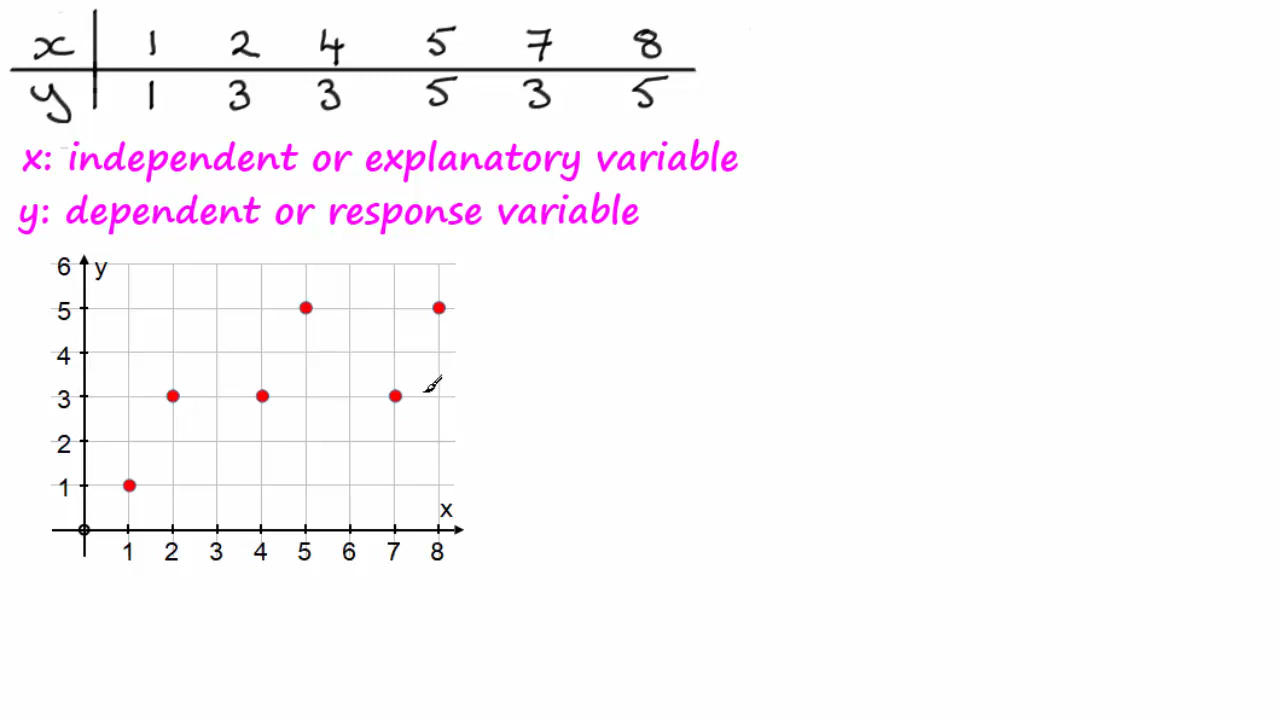 x 1 2 4 5 7 8
y 1 3 3 5 3 5
x: independent or explanatory variable
y: dependent or response variable
6 y
5
4
3
2
1
x
1 2 3 4 5 6 7 8